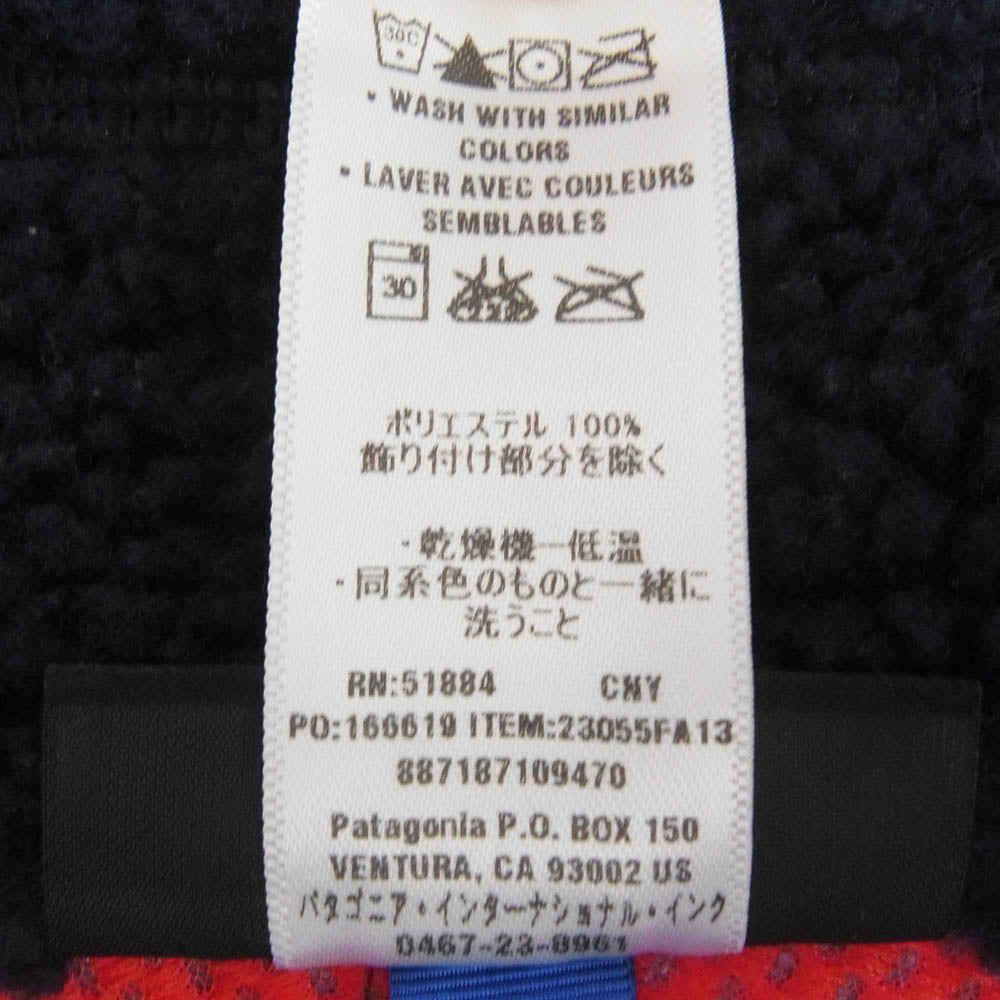 30C
• WASH WITH SIMILAR
COLORS
• LAVER AVEC COULEURS
SEMBLABLES
30
ポリエステル 100%
飾り付け部分を除く
・乾燥機ー低温
・同系色のものと一緒に
洗うこと
RN:51884 CNY
PO:166619 ITEM:23055FA13
887187109470
Patagonia P.O. BOX 150
VENTURA, CA 93002 US
パタゴニア・インターナショナル・インク
0467-23-8961